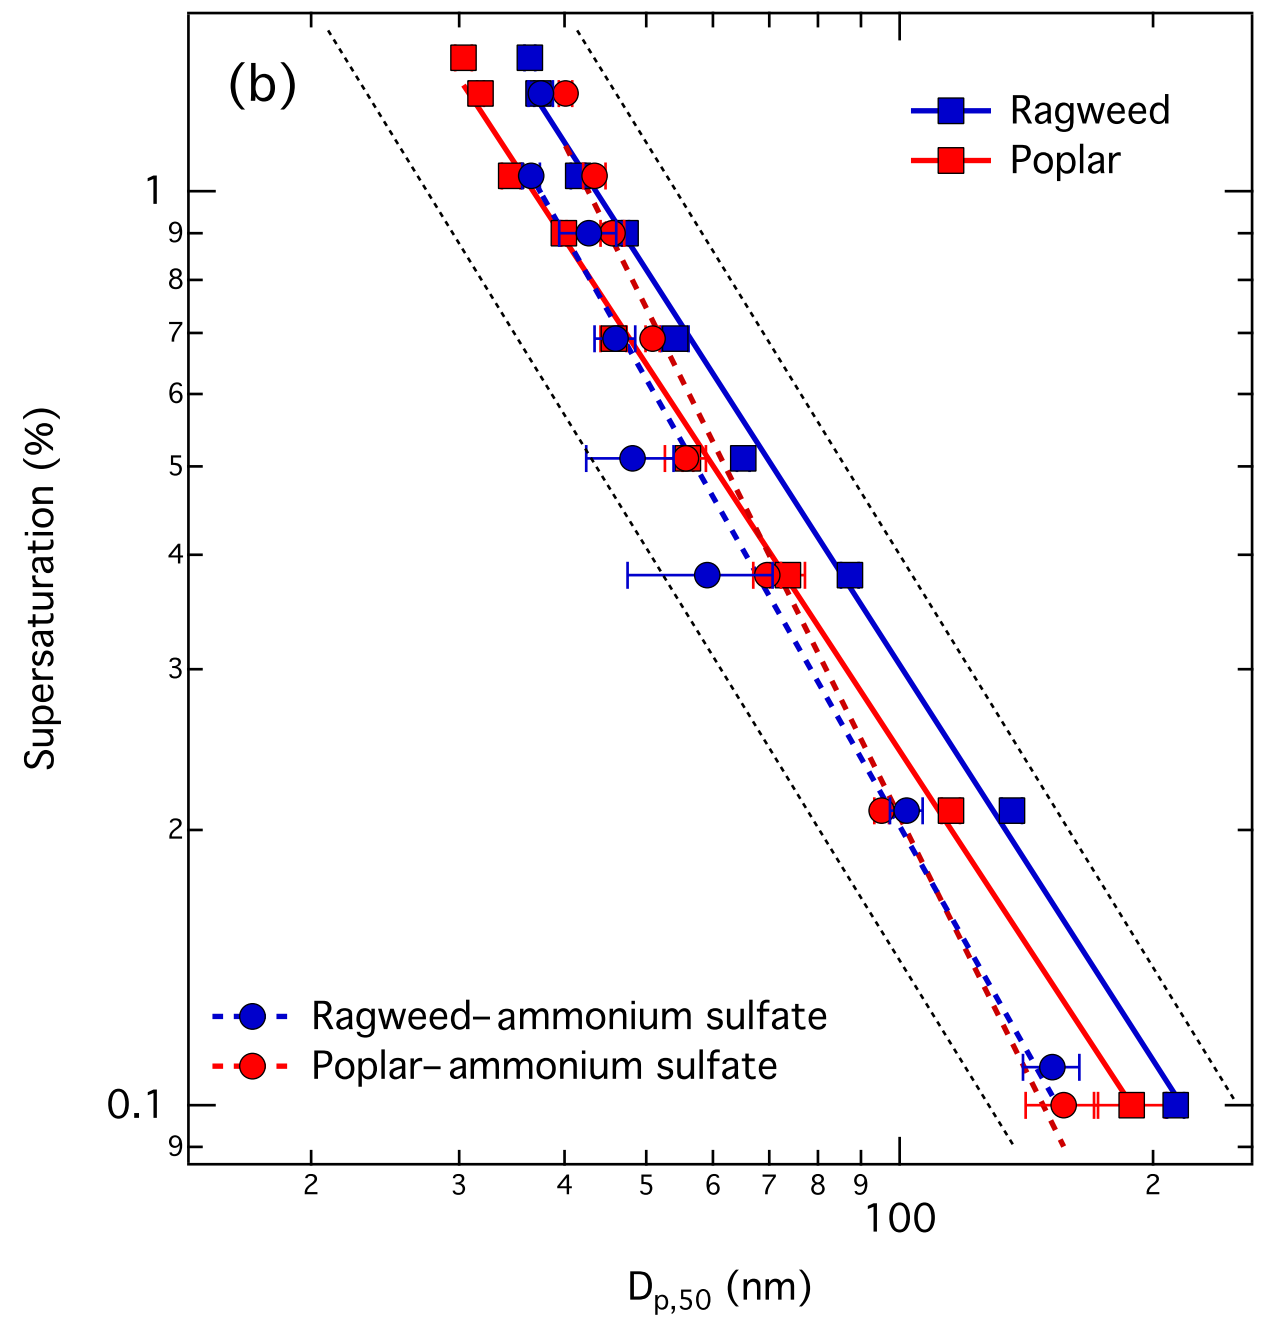 (b)
Ragweed
Poplar
1
9
8
7
6
5
4
3
2
0.1
9
Supersaturation (%)
Ragweed–ammonium sulfate
Poplar–ammonium sulfate
2 3 4 5 6 7 8 9 2
100
Dp,50 (nm)